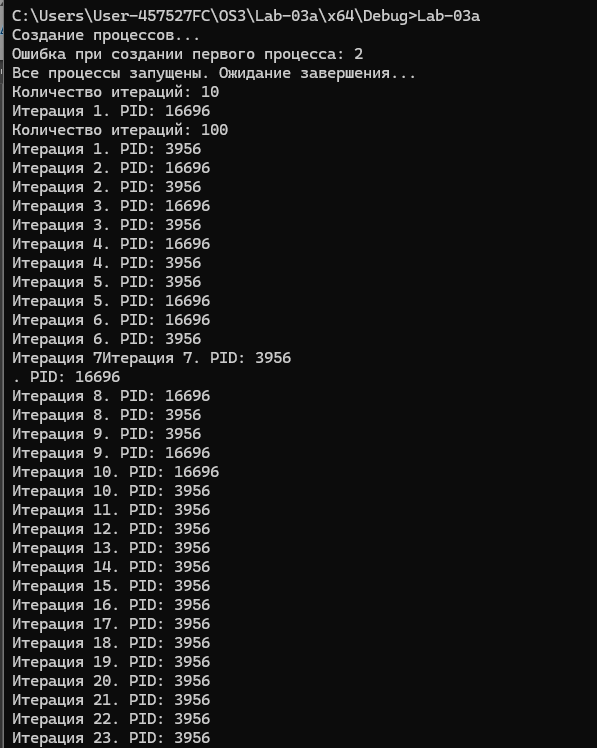 C:\Users\User-457527FC\OS3\Lab-03a\x64\Debug>Lab-03a
Создание процессов...
Ошибка при создании первого процесса: 2
Все процессы запущены. Ожидание завершения...
Количество итераций: 10
Итерация 1. PID: 16696
Количество итераций: 100
Итерация 1. PID: 3956
Итерация 2. PID: 16696
Итерация 2. PID: 3956
Итерация 3. PID: 16696
Итерация 3. PID: 3956
Итерация 4. PID: 16696
Итерация 4. PID: 3956
Итерация 5. PID: 3956
Итерация 5. PID: 16696
Итерация 6. PID: 16696
Итерация 6. PID: 3956
Итерация 7Итерация 7. PID: 3956
. PID: 16696
Итерация 8. PID: 16696
Итерация 8. PID: 3956
Итерация 9. PID: 3956
Итерация 9. PID: 16696
Итерация 10. PID: 16696
Итерация 10. PID: 3956
Итерация 11. PID: 3956
Итерация 12. PID: 3956
Итерация 13. PID: 3956
Итерация 14. PID: 3956
Итерация 15. PID: 3956
Итерация 16. PID: 3956
Итерация 17. PID: 3956
Итерация 18. PID: 3956
Итерация 19. PID: 3956
Итерация 20. PID: 3956
Итерация 21. PID: 3956
Итерация 22. PID: 3956
Итерация 23. PID: 3956